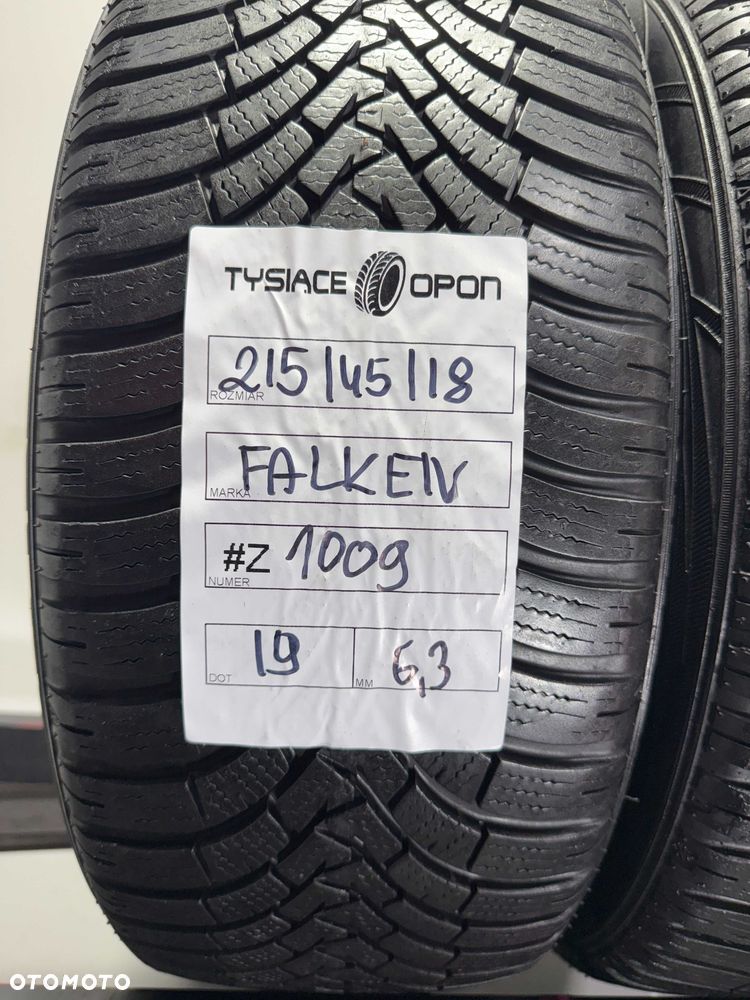 TYSIACE OPON
215/45/18
ROZMIAR
FALKEN
MARKA
#Z 1009
NUMER
19 6,3
DOT MM
OTOMOTO